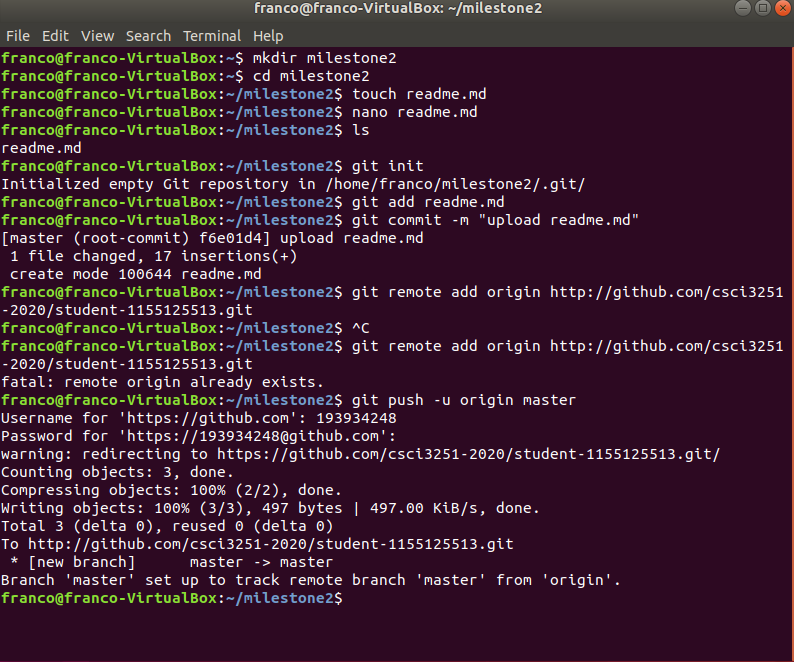 franco@franco-VirtualBox: ~/milestone2
File Edit View Search Terminal Help
franco@franco-VirtualBox:~$ mkdir milestone2
franco@franco-VirtualBox:~$ cd milestone2
franco@franco-VirtualBox:~/milestone2$ touch readme.md
franco@franco-VirtualBox:~/milestone2$ nano readme.md
franco@franco-VirtualBox:~/milestone2$ ls
readme.md
franco@franco-VirtualBox:~/milestone2$ git init
Initialized empty Git repository in /home/franco/milestone2/.git/
franco@franco-VirtualBox:~/milestone2$ git add readme.md
franco@franco-VirtualBox:~/milestone2$ git commit -m "upload readme.md"
[master (root-commit) f6e01d4] upload readme.md
 1 file changed, 17 insertions(+)
 create mode 100644 readme.md
franco@franco-VirtualBox:~/milestone2$ git remote add origin http://github.com/csci3251
-2020/student-1155125513.git
franco@franco-VirtualBox:~/milestone2$ ^C
franco@franco-VirtualBox:~/milestone2$ git remote add origin http://github.com/csci3251
-2020/student-1155125513.git
fatal: remote origin already exists.
franco@franco-VirtualBox:~/milestone2$ git push -u origin master
Username for 'https://github.com': 193934248
Password for 'https://193934248@github.com':
warning: redirecting to https://github.com/csci3251-2020/student-1155125513.git/
Counting objects: 3, done.
Compressing objects: 100% (2/2), done.
Writing objects: 100% (3/3), 497 bytes | 497.00 KiB/s, done.
Total 3 (delta 0), reused 0 (delta 0)
To http://github.com/csci3251-2020/student-1155125513.git
 * [new branch]      master -> master
Branch 'master' set up to track remote branch 'master' from 'origin'.
franco@franco-VirtualBox:~/milestone2$